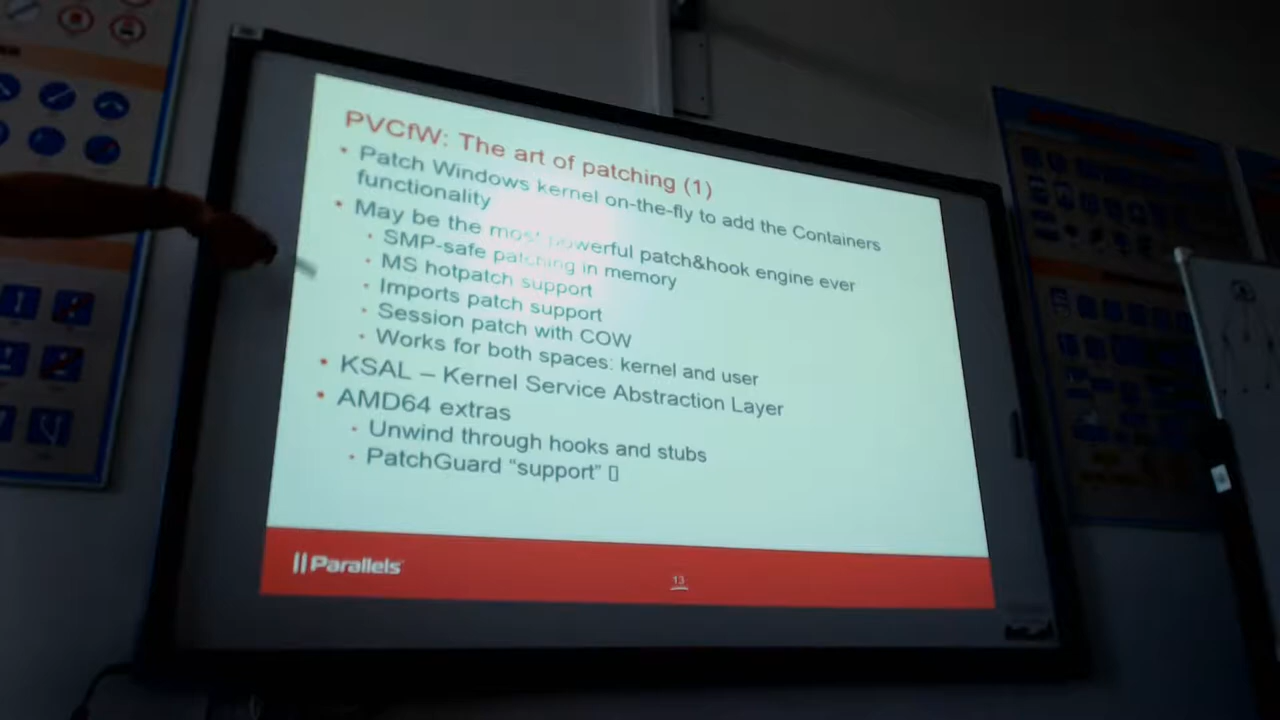 PVCfW: The art of patching (1)
• Patch Windows kernel on-the-fly to add the Containers
functionality
• May be the most powerful patch&hook engine ever
• SMP-safe patching in memory
• MS hotpatch support
• Imports patch support
• Session patch with COW
• Works for both spaces: kernel and user
• KSAL – Kernel Service Abstraction Layer
• AMD64 extras
• Unwind through hooks and stubs
• PatchGuard “support” 
|| Parallels
13